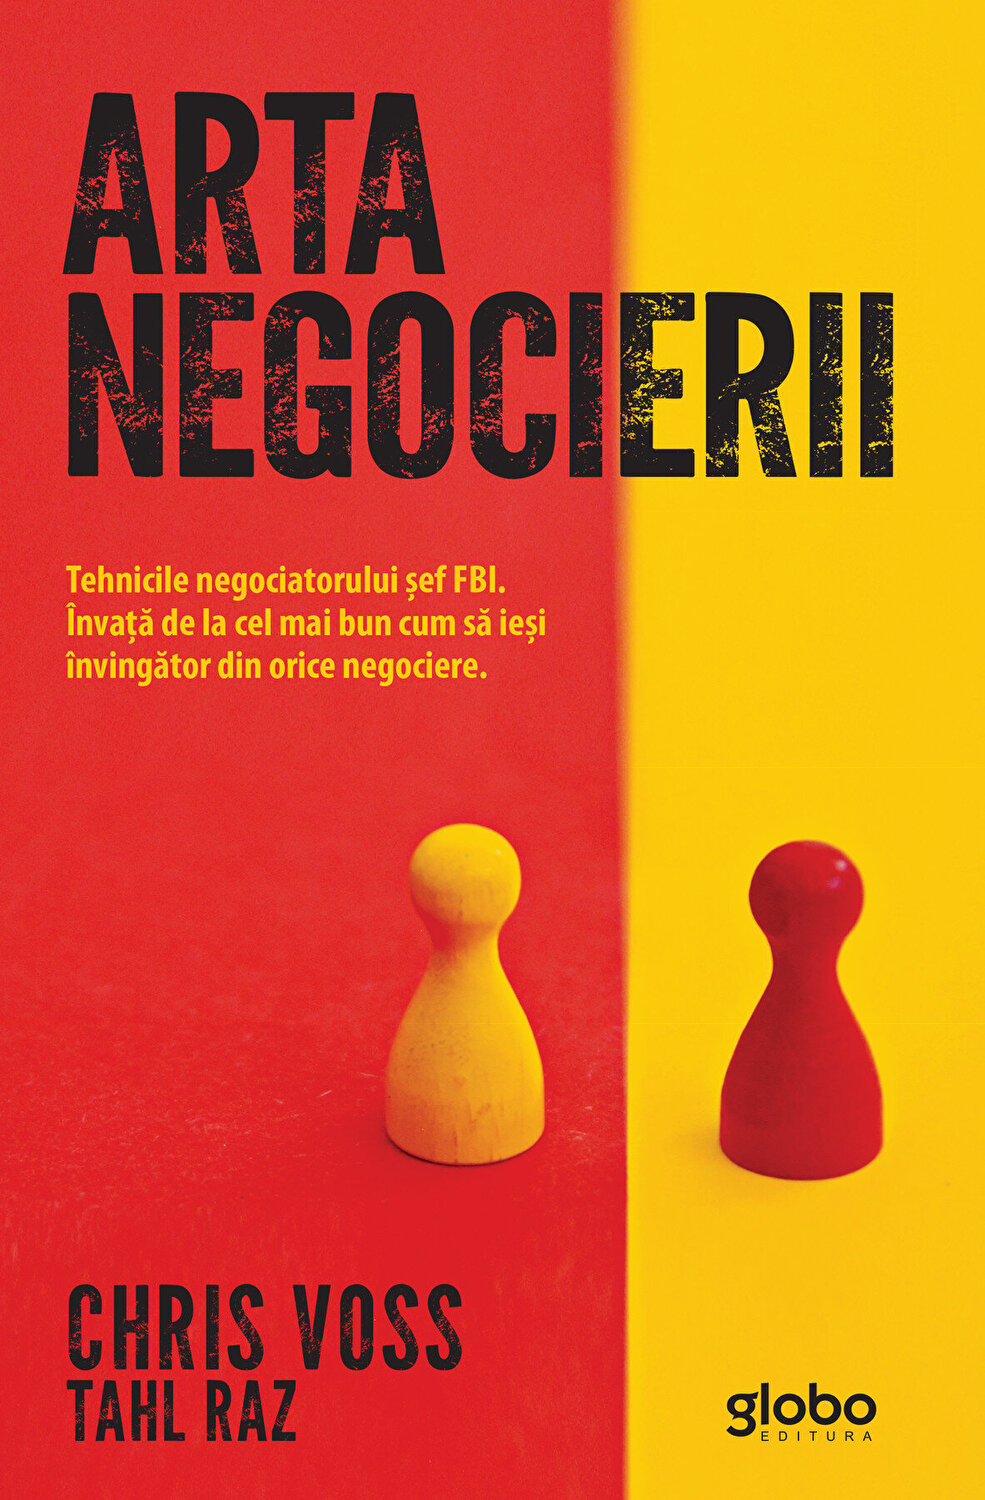 ARTA
NEGOCIERII
Tehnicile negociatorului șef FBI.
Învață de la cel mai bun cum să ieși
învingător din orice negociere.
CHRIS VOSS
TAHL RAZ
globo
EDITURA